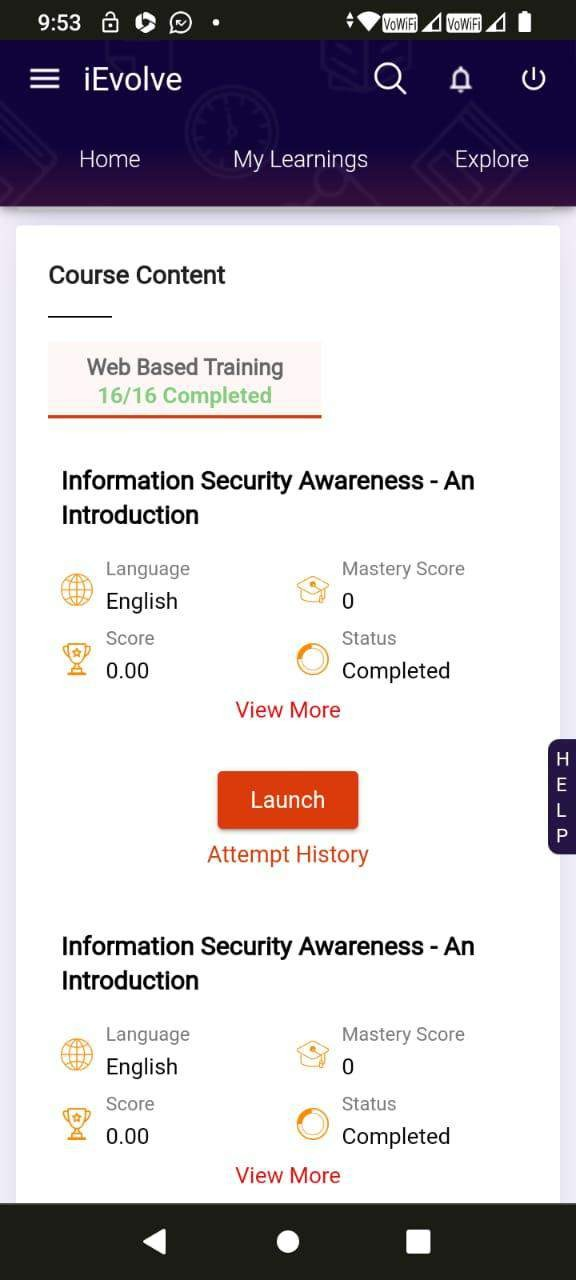 9:53 VoWiFi VoWiFi
iEvolve
Home My Learnings Explore
Course Content
Web Based Training
16/16 Completed
Information Security Awareness - An
Introduction
Language Mastery Score
English 0
Score Status
0.00 Completed
View More
HELP
Launch
Attempt History
Information Security Awareness - An
Introduction
Language Mastery Score
English 0
Score Status
0.00 Completed
View More